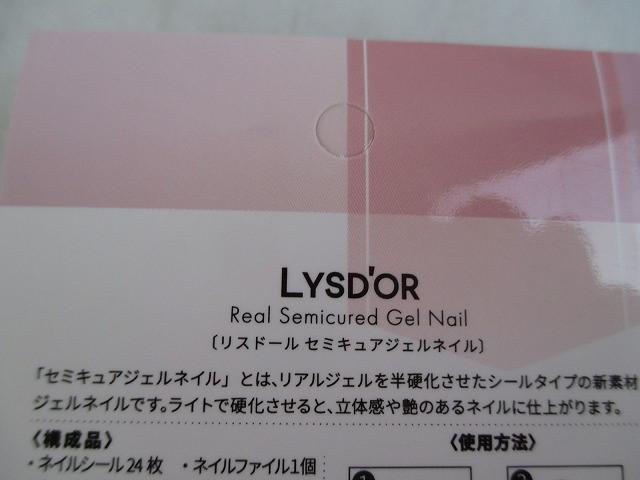 LYSD'OR
Real Semicured Gel Nail
〔リスドール セミキュアジェルネイル〕
「セミキュアジェルネイル」とは、リアルジェルを半硬化させたシールタイプの新素材
ジェルネイルです。ライトで硬化させると、立体感や艶のあるネイルに仕上がります。
〈構成品〉
・ネイルシール24枚 ・ネイルファイル1個
〈使用方法〉
1
2